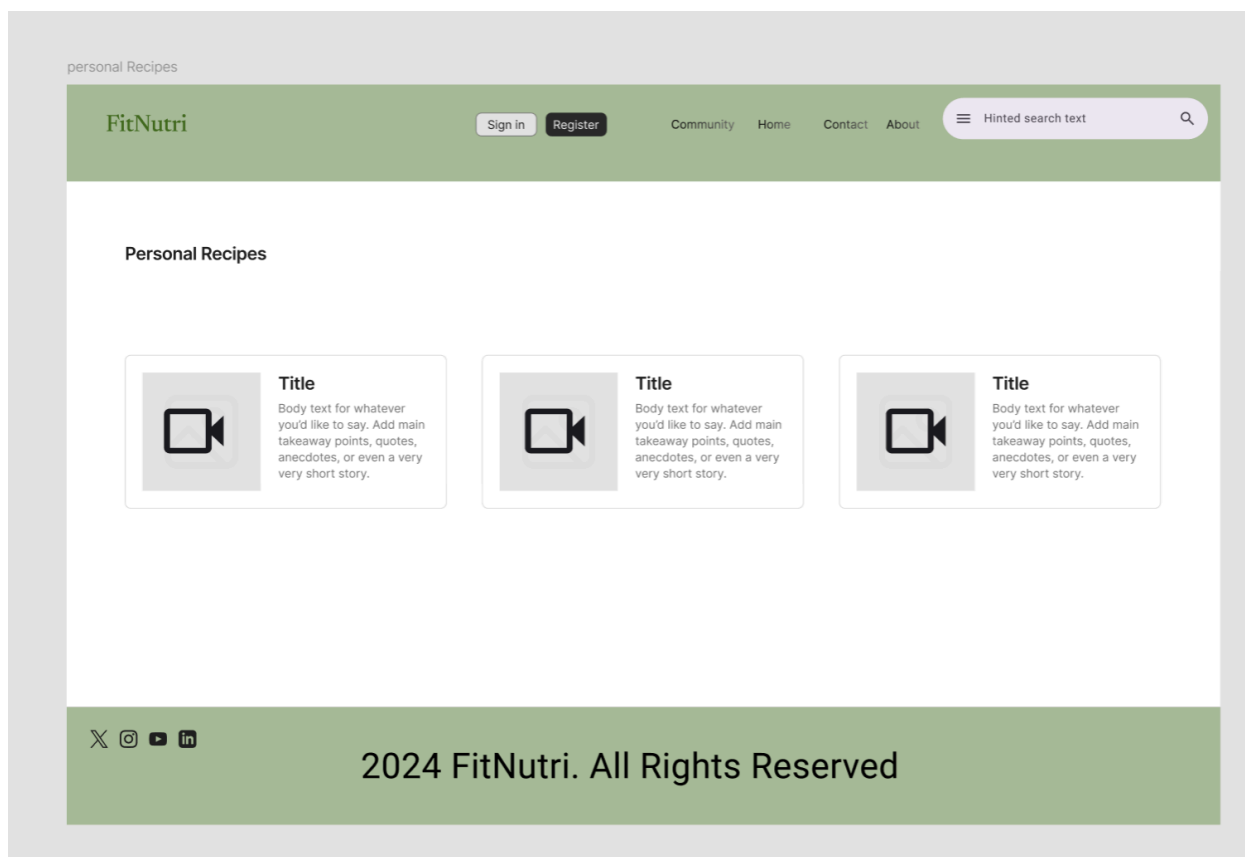 personal Recipes
FitNutri
Sign in
Register
Community
Home
Contact
About
Hinted search text
Personal Recipes
Title
Body text for whatever
you'd like to say. Add main
takeaway points, quotes,
anecdotes, or even a very
very short story.
Title
Body text for whatever
you'd like to say. Add main
takeaway points, quotes,
anecdotes, or even a very
very short story.
Title
Body text for whatever
you'd like to say. Add main
takeaway points, quotes,
anecdotes, or even a very
very short story.
2024 FitNutri. All Rights Reserved